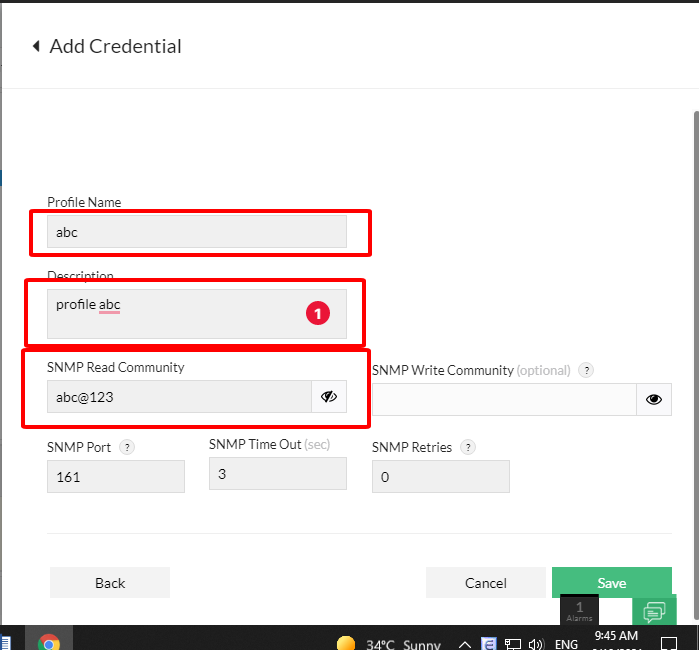 Add Credential
Profile Name
abc
Description
profile abc
1
SNMP Read Community
SNMP Write Community (optional) ?
abc@123
SNMP Port ?
SNMP Time Out (sec)
SNMP Retries ?
161
3
0
Back
Cancel
Save
1
Alarms
34°C Sunny
ENG
9:45 AM